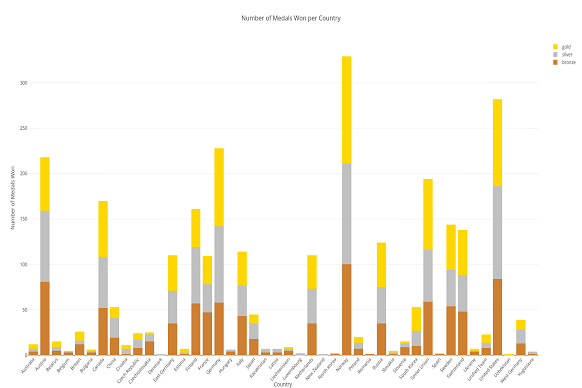 Number of Medals Won per Country
gold
silver
bronze
Number of Medals Won
300
250
200
150
100
50
0
Australia
Austria
Belarus
Belgium
Britain
Bulgaria
Canada
China
Croatia
Czech Republic
Czechoslovakia
Denmark
East Germany
Estonia
Finland
France
Germany
Hungary
Italy
Japan
Kazakhstan
Latvia
Liechtenstein
Luxembourg
Netherlands
New Zealand
North Korea
Norway
Poland
Romania
Russia
Slovakia
Slovenia
South Korea
Soviet Union
Spain
Sweden
Switzerland
Ukraine
United Team
United States
Uzbekistan
West Germany
Yugoslavia
Country